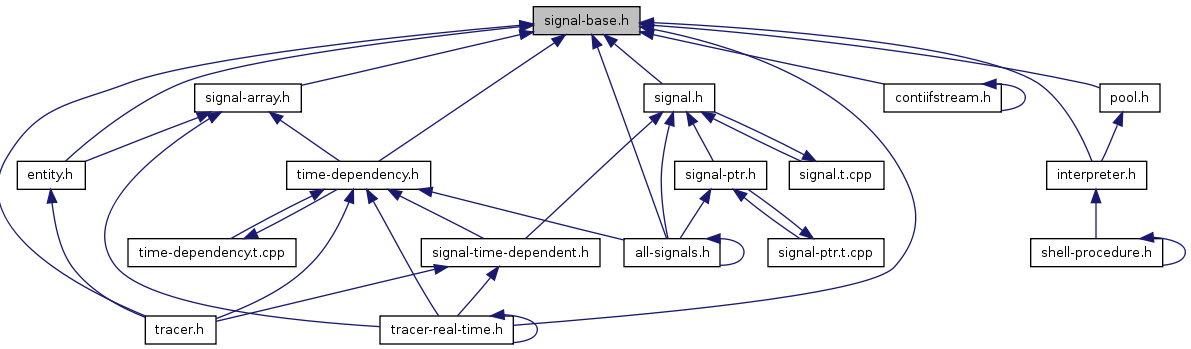 signal-base.h
signal-array.h
signal.h
contiifstream.h
pool.h
entity.h
time-dependency.h
signal-ptr.h
signal.t.cpp
interpreter.h
time-dependency.t.cpp
signal-time-dependent.h
all-signals.h
signal-ptr.t.cpp
shell-procedure.h
tracer.h
tracer-real-time.h